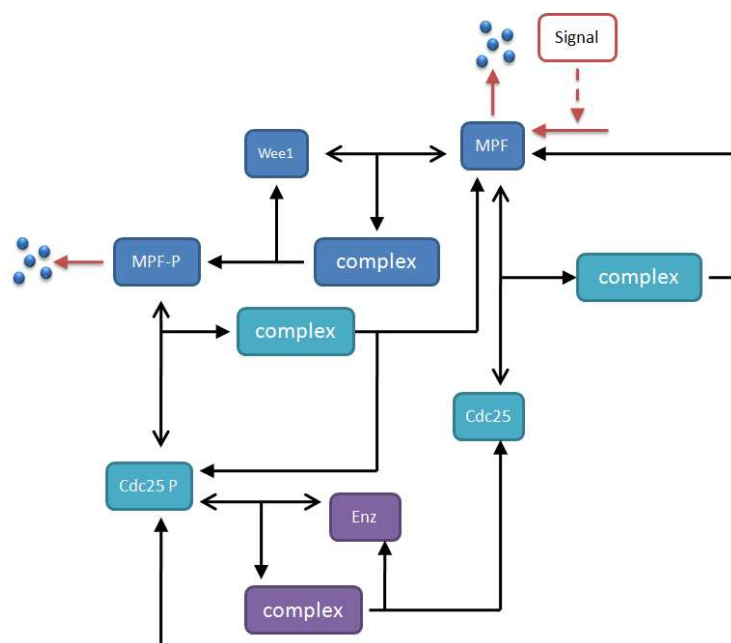 Signal
MPF
Wee1
MPF-P
complex
complex
complex
Cdc25
Cdc25 P
Enz
complex